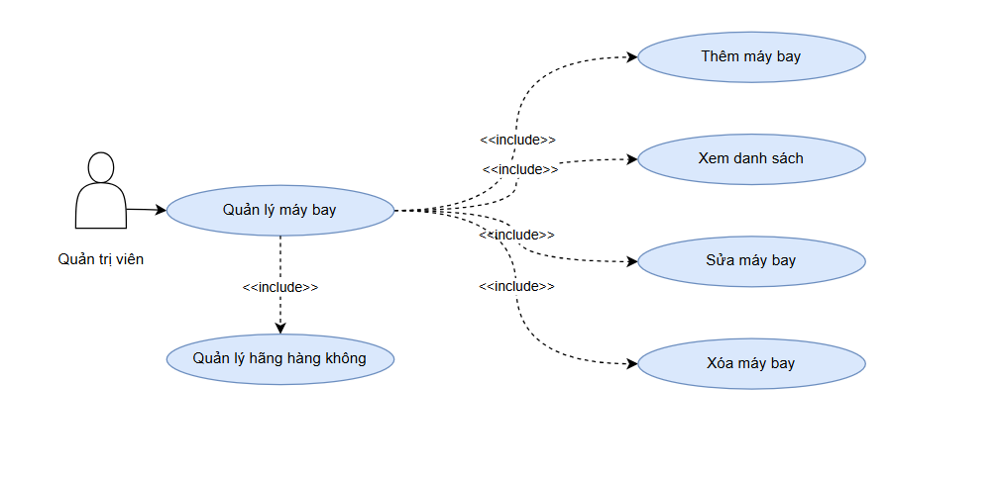 Thêm máy bay
<<include>>
Xem danh sách
<<include>>
Quản lý máy bay
<<include>>
Quản trị viên
Sửa máy bay
<<include>>
<<include>>
Quản lý hãng hàng không
Xóa máy bay